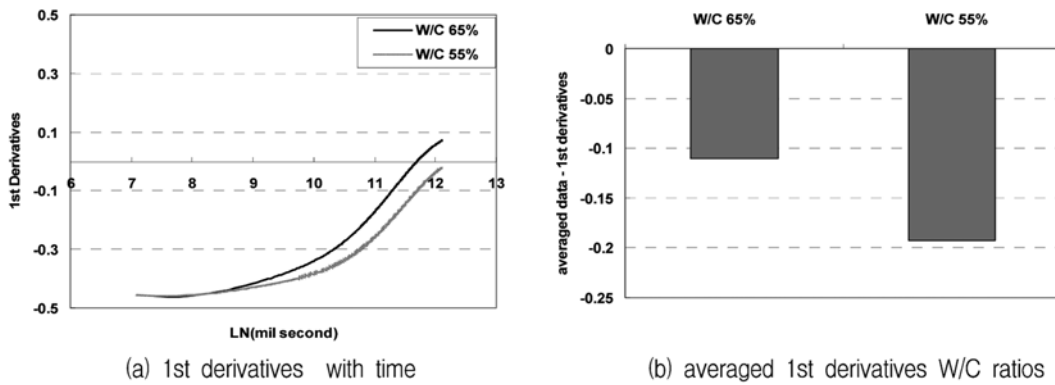 0.5
0.3
0.1
-0.1
-0.3
-0.5
1st Derivatives
6 7 8 9 10 11 12 13
LN(mil second)
W/C 65%
W/C 55%
(a) 1st derivatives with time
W/C 65% W/C 55%
0
-0.05
-0.1
-0.15
-0.2
-0.25
averaged data - 1st derivatives
(b) averaged 1st derivatives W/C ratios